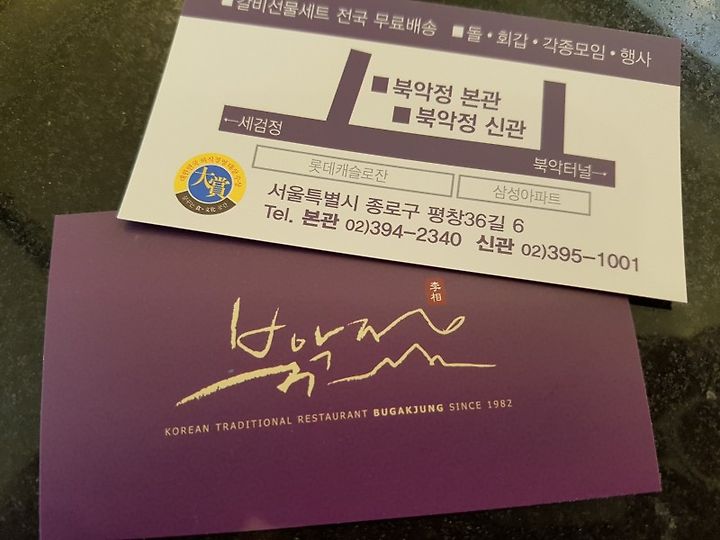 ■갈비선물세트 전국 무료배송 ■돌·회갑·각종모임·행사
■북악정 본관
■북악정 신관
←세검정
북악터널→
롯데캐슬로잔
삼성아파트
大賞
서울특별시 종로구 평창36길 6
Tel. 본관 02)394-2340 신관 02)395-1001
李相
북악정
KOREAN TRADITIONAL RESTAURANT BUGAKJUNG SINCE 1982